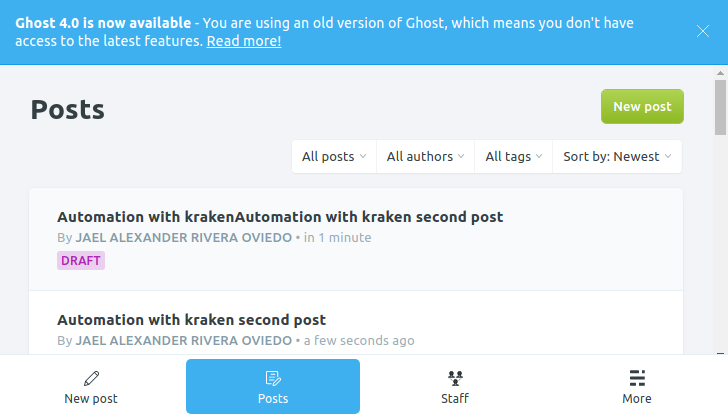 Ghost 4.0 is now available - You are using an old version of Ghost, which means you don't have
access to the latest features. Read more!
Posts
New post
All posts
All authors
All tags
Sort by: Newest
Automation with krakenAutomation with kraken second post
By JAEL ALEXANDER RIVERA OVIEDO • in 1 minute
DRAFT
Automation with kraken second post
By JAEL ALEXANDER RIVERA OVIEDO • a few seconds ago
New post
Posts
Staff
More